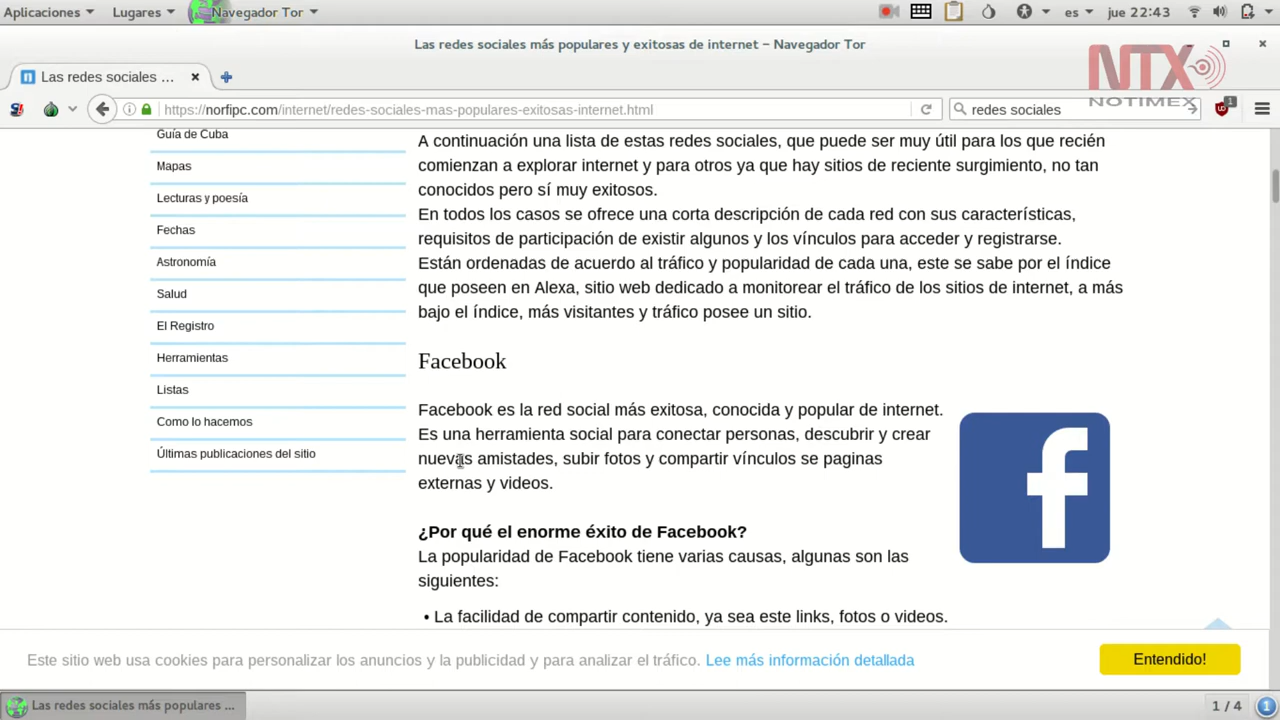 Aplicaciones Lugares Navegador Tor es jue 22:43
Las redes sociales más populares y exitosas de internet – Navegador Tor
Las redes sociales ...
NTX
NOTIMEX
https://norfipc.com/internet/redes-sociales-mas-populares-exitosas-internet.html
redes sociales
1
Guía de Cuba
Mapas
Lecturas y poesía
Fechas
Astronomía
Salud
El Registro
Herramientas
Listas
Como lo hacemos
Últimas publicaciones del sitio
A continuación una lista de estas redes sociales, que puede ser muy útil para los que recién
comienzan a explorar internet y para otros ya que hay sitios de reciente surgimiento, no tan
conocidos pero sí muy exitosos.
En todos los casos se ofrece una corta descripción de cada red con sus características,
requisitos de participación de existir algunos y los vínculos para acceder y registrarse.
Están ordenadas de acuerdo al tráfico y popularidad de cada una, este se sabe por el índice
que poseen en Alexa, sitio web dedicado a monitorear el tráfico de los sitios de internet, a más
bajo el índice, más visitantes y tráfico posee un sitio.
Facebook
Facebook es la red social más exitosa, conocida y popular de internet.
Es una herramienta social para conectar personas, descubrir y crear
nuevas amistades, subir fotos y compartir vínculos se paginas
externas y videos.
f
¿Por qué el enorme éxito de Facebook?
La popularidad de Facebook tiene varias causas, algunas son las
siguientes:
• La facilidad de compartir contenido, ya sea este links, fotos o videos.
Este sitio web usa cookies para personalizar los anuncios y la publicidad y para analizar el tráfico. Lee más información detallada
Entendido!
Las redes sociales más populares ...
1 / 4
1